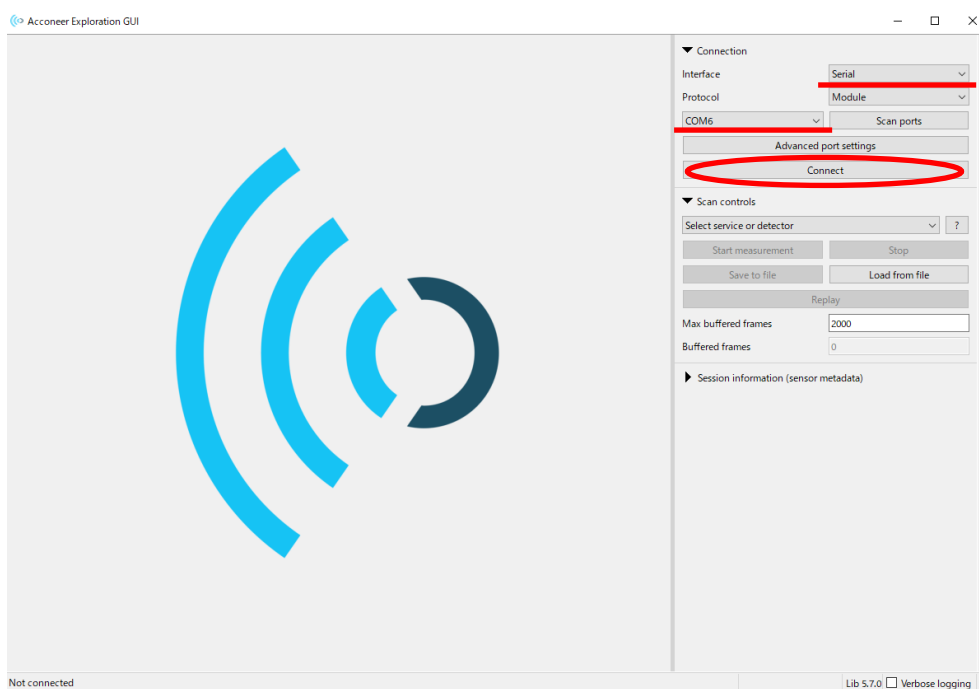 Acconeer Exploration GUI
Connection
Interface Serial
Protocol Module
COM6 Scan ports
Advanced port settings
Connect
Scan controls
Select service or detector ?
Start measurement Stop
Save to file Load from file
Replay
Max buffered frames 2000
Buffered frames 0
Session information (sensor metadata)
Not connected Lib 5.7.0 Verbose logging